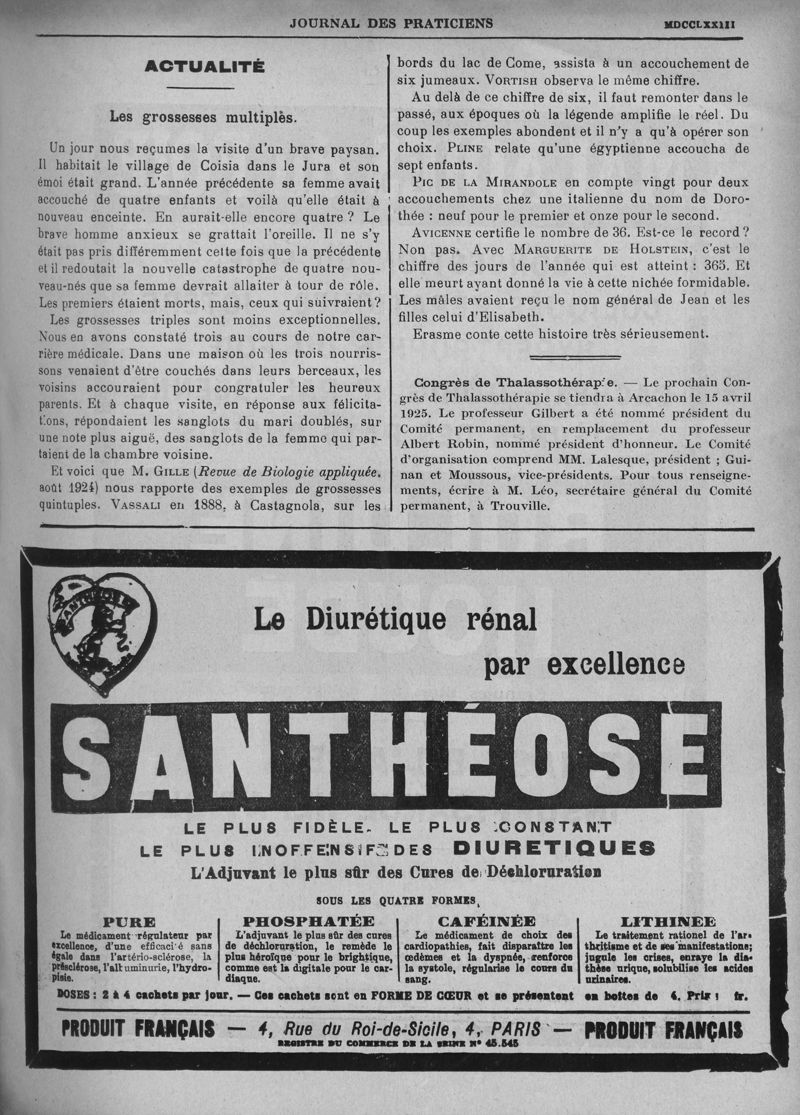 JOURNAL DES PRATICIENS
MDCCLXXIII
ACTUALITÉ
Les grossesses multiplès.
Un jour nous reçumes la visite d'un brave paysan.
Il habitait le village de Coisia dans le Jura et son
émoi était grand. L'année précédente sa femme avait
accouché de quatre enfants et voilà qu'elle était à
nouveau enceinte. En aurait-elle encore quatre ? Le
brave homme anxieux se grattait l'oreille. Il ne s'y
était pas pris différemment cette fois que la précédente
et il redoutait la nouvelle catastrophe de quatre nou-
veau-nés que sa femme devrait allaiter à tour de rôle.
Les premiers étaient morts, mais, ceux qui suivraient ?
Les grossesses triples sont moins exceptionnelles.
Nous en avons constaté trois au cours de notre car-
rière médicale. Dans une maison où les trois nourris-
sons venaient d'être couchés dans leurs berceaux, les
voisins accouraient pour congratuler les heureux
parents. Et à chaque visite, en réponse aux félicita-
tions, répondaient les sanglots du mari doublés, sur
une note plus aiguë, des sanglots de la femme qui par-
taient de la chambre voisine.
Et voici que M. GILLE (Revue de Biologie appliquée,
août 1924) nous rapporte des exemples de grossesses
quintuples. VASSALI en 1888, à Castagnola, sur les
bords du lac de Come, assista à un accouchement de
six jumeaux. VORTISH observa le même chiffre.
Au delà de ce chiffre de six, il faut remonter dans le
passé, aux époques où la légende amplifie le réel. Du
coup les exemples abondent et il n'y a qu'à opérer son
choix. PLINE relate qu'une égyptienne accoucha de
sept enfants.
PIC DE LA MIRANDOLE en compte vingt pour deux
accouchements chez une italienne du nom de Doro-
thée : neuf pour le premier et onze pour le second.
AVICENNE certifie le nombre de 36. Est-ce le record ?
Non pas. Avec MARGUERITE DE HOLSTEIN, c'est le
chiffre des jours de l'année qui est atteint : 365. Et
elle meurt ayant donné la vie à cette nichée formidable.
Les mâles avaient reçu le nom général de Jean et les
filles celui d'Elisabeth.
Erasme conte cette histoire très sérieusement.
Congrès de Thalassothérapie. — Le prochain Con-
grès de Thalassothérapie se tiendra à Arcachon le 15 avril
1925. Le professeur Gilbert a été nommé président du
Comité permanent, en remplacement du professeur
Albert Robin, nommé président d'honneur. Le Comité
d'organisation comprend MM. Lalesque, président ; Gui-
nan et Moussous, vice-présidents. Pour tous renseigne-
ments, écrire à M. Léo, secrétaire général du Comité
permanent, à Trouville.
SANTHÉOSE
Le Diurétique rénal
par excellence
SANTHÉOSE
LE PLUS FIDÈLE - LE PLUS CONSTANT
LE PLUS INOFFENSIF DES DIURETIQUES
L'Adjuvant le plus sûr des Cures de Déchloruration
SOUS LES QUATRE FORMES,
PURE
Le médicament régulateur par
excellence, d'une efficacité sans
égale dans l'artério-sclérose, la
présclérose, l'albuminurie, l'hydro-
pisie.
PHOSPHATÉE
L'adjuvant le plus sûr des cures
de déchloruration, le remède le
plus héroïque pour le brightique,
comme est la digitale pour le car-
diaque.
CAFÉINÉE
Le médicament de choix des
cardiopathies, fait disparaître les
œdèmes et la dyspnée, renforce
la systole, régularise le cours du
sang.
LITHINEE
Le traitement rationel de l'ar-
thritisme et de ses manifestations;
jugule les crises, enraye la dia-
thèse urique, solubilise les acides
urinaires.
DOSES : 2 à 4 cachets par jour. — Ces cachets sont en FORME DE CŒUR et se présentent en boîtes de 4. Prix : fr.
PRODUIT FRANÇAIS — 4, Rue du Roi-de-Sicile, 4, PARIS — PRODUIT FRANÇAIS
REGISTRE DU COMMERCE DE LA SEINE N° 45.545